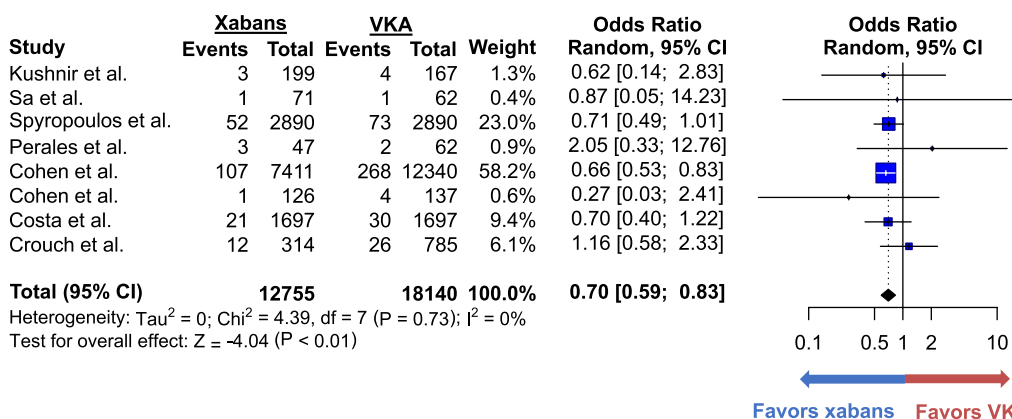 Xabans VKA Odds Ratio Odds Ratio
Study Events Total Events Total Weight Random, 95% CI Random, 95% CI
Kushnir et al. 3 199 4 167 1.3% 0.62 [0.14; 2.83]
Sa et al. 1 71 1 62 0.4% 0.87 [0.05; 14.23]
Spyropoulos et al. 52 2890 73 2890 23.0% 0.71 [0.49; 1.01]
Perales et al. 3 47 2 62 0.9% 2.05 [0.33; 12.76]
Cohen et al. 107 7411 268 12340 58.2% 0.66 [0.53; 0.83]
Cohen et al. 1 126 4 137 0.6% 0.27 [0.03; 2.41]
Costa et al. 21 1697 30 1697 9.4% 0.70 [0.40; 1.22]
Crouch et al. 12 314 26 785 6.1% 1.16 [0.58; 2.33]
Total (95% CI) 12755 18140 100.0% 0.70 [0.59; 0.83]
Heterogeneity: Tau² = 0; Chi² = 4.39, df = 7 (P = 0.73); I² = 0%
Test for overall effect: Z = -4.04 (P < 0.01)
0.1 0.5 1 2 10
Favors xabans Favors VK